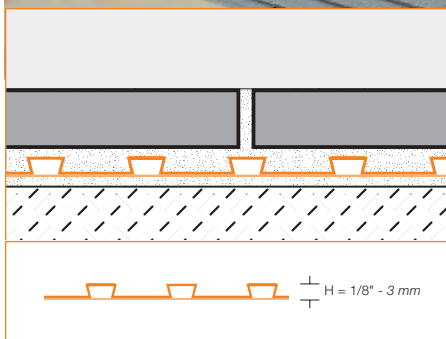 H = 1/8" - 3 mm